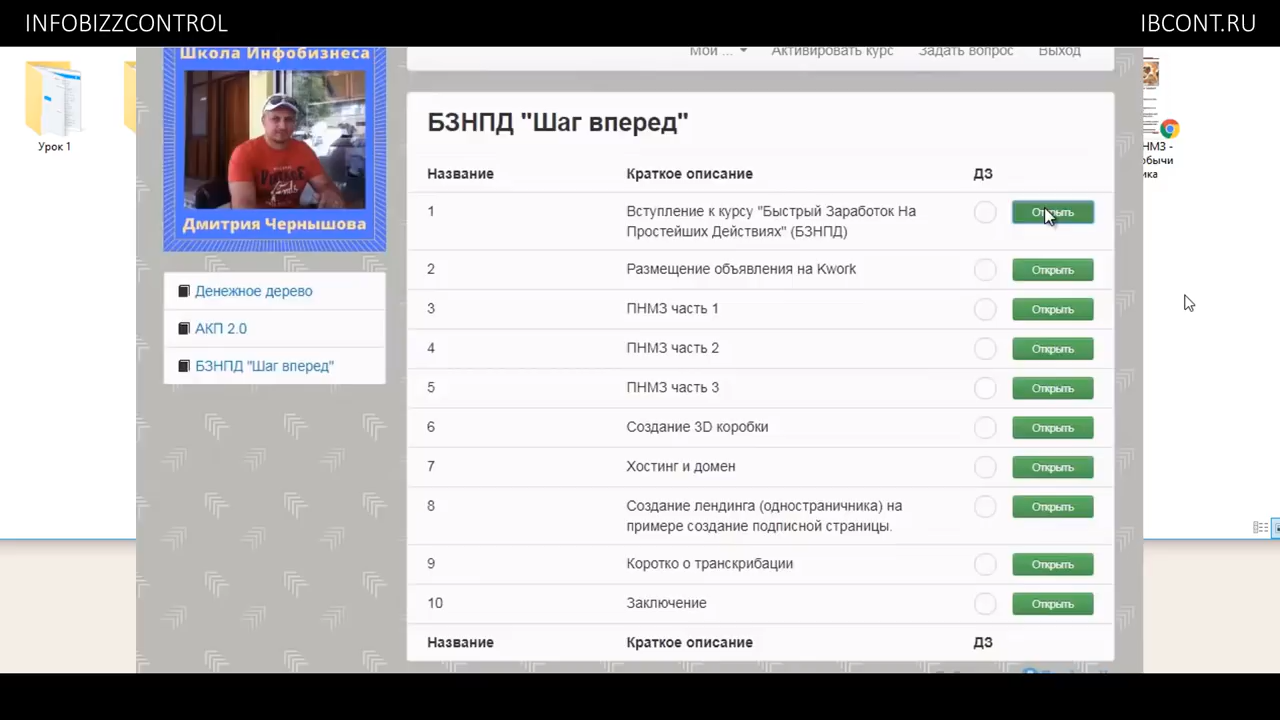 INFOBIZZCONTROL
IBCONT.RU
Школа Инфобизнеса
Мои ... Активировать курс Задать вопрос Выход
Урок 1
БЗНПД "Шаг вперед"
Название Краткое описание ДЗ
1 Вступление к курсу "Быстрый Заработок На Открыть
Простейших Действиях" (БЗНПД)
2 Размещение объявления на Kwork Открыть
Дмитрия Чернышова
Денежное дерево
АКП 2.0
БЗНПД "Шаг вперед"
3 ПНМЗ часть 1 Открыть
4 ПНМЗ часть 2 Открыть
5 ПНМЗ часть 3 Открыть
6 Создание 3D коробки Открыть
7 Хостинг и домен Открыть
8 Создание лендинга (одностраничника) на Открыть
примере создание подписной страницы.
9 Коротко о транскрибации Открыть
10 Заключение Открыть
Название Краткое описание ДЗ